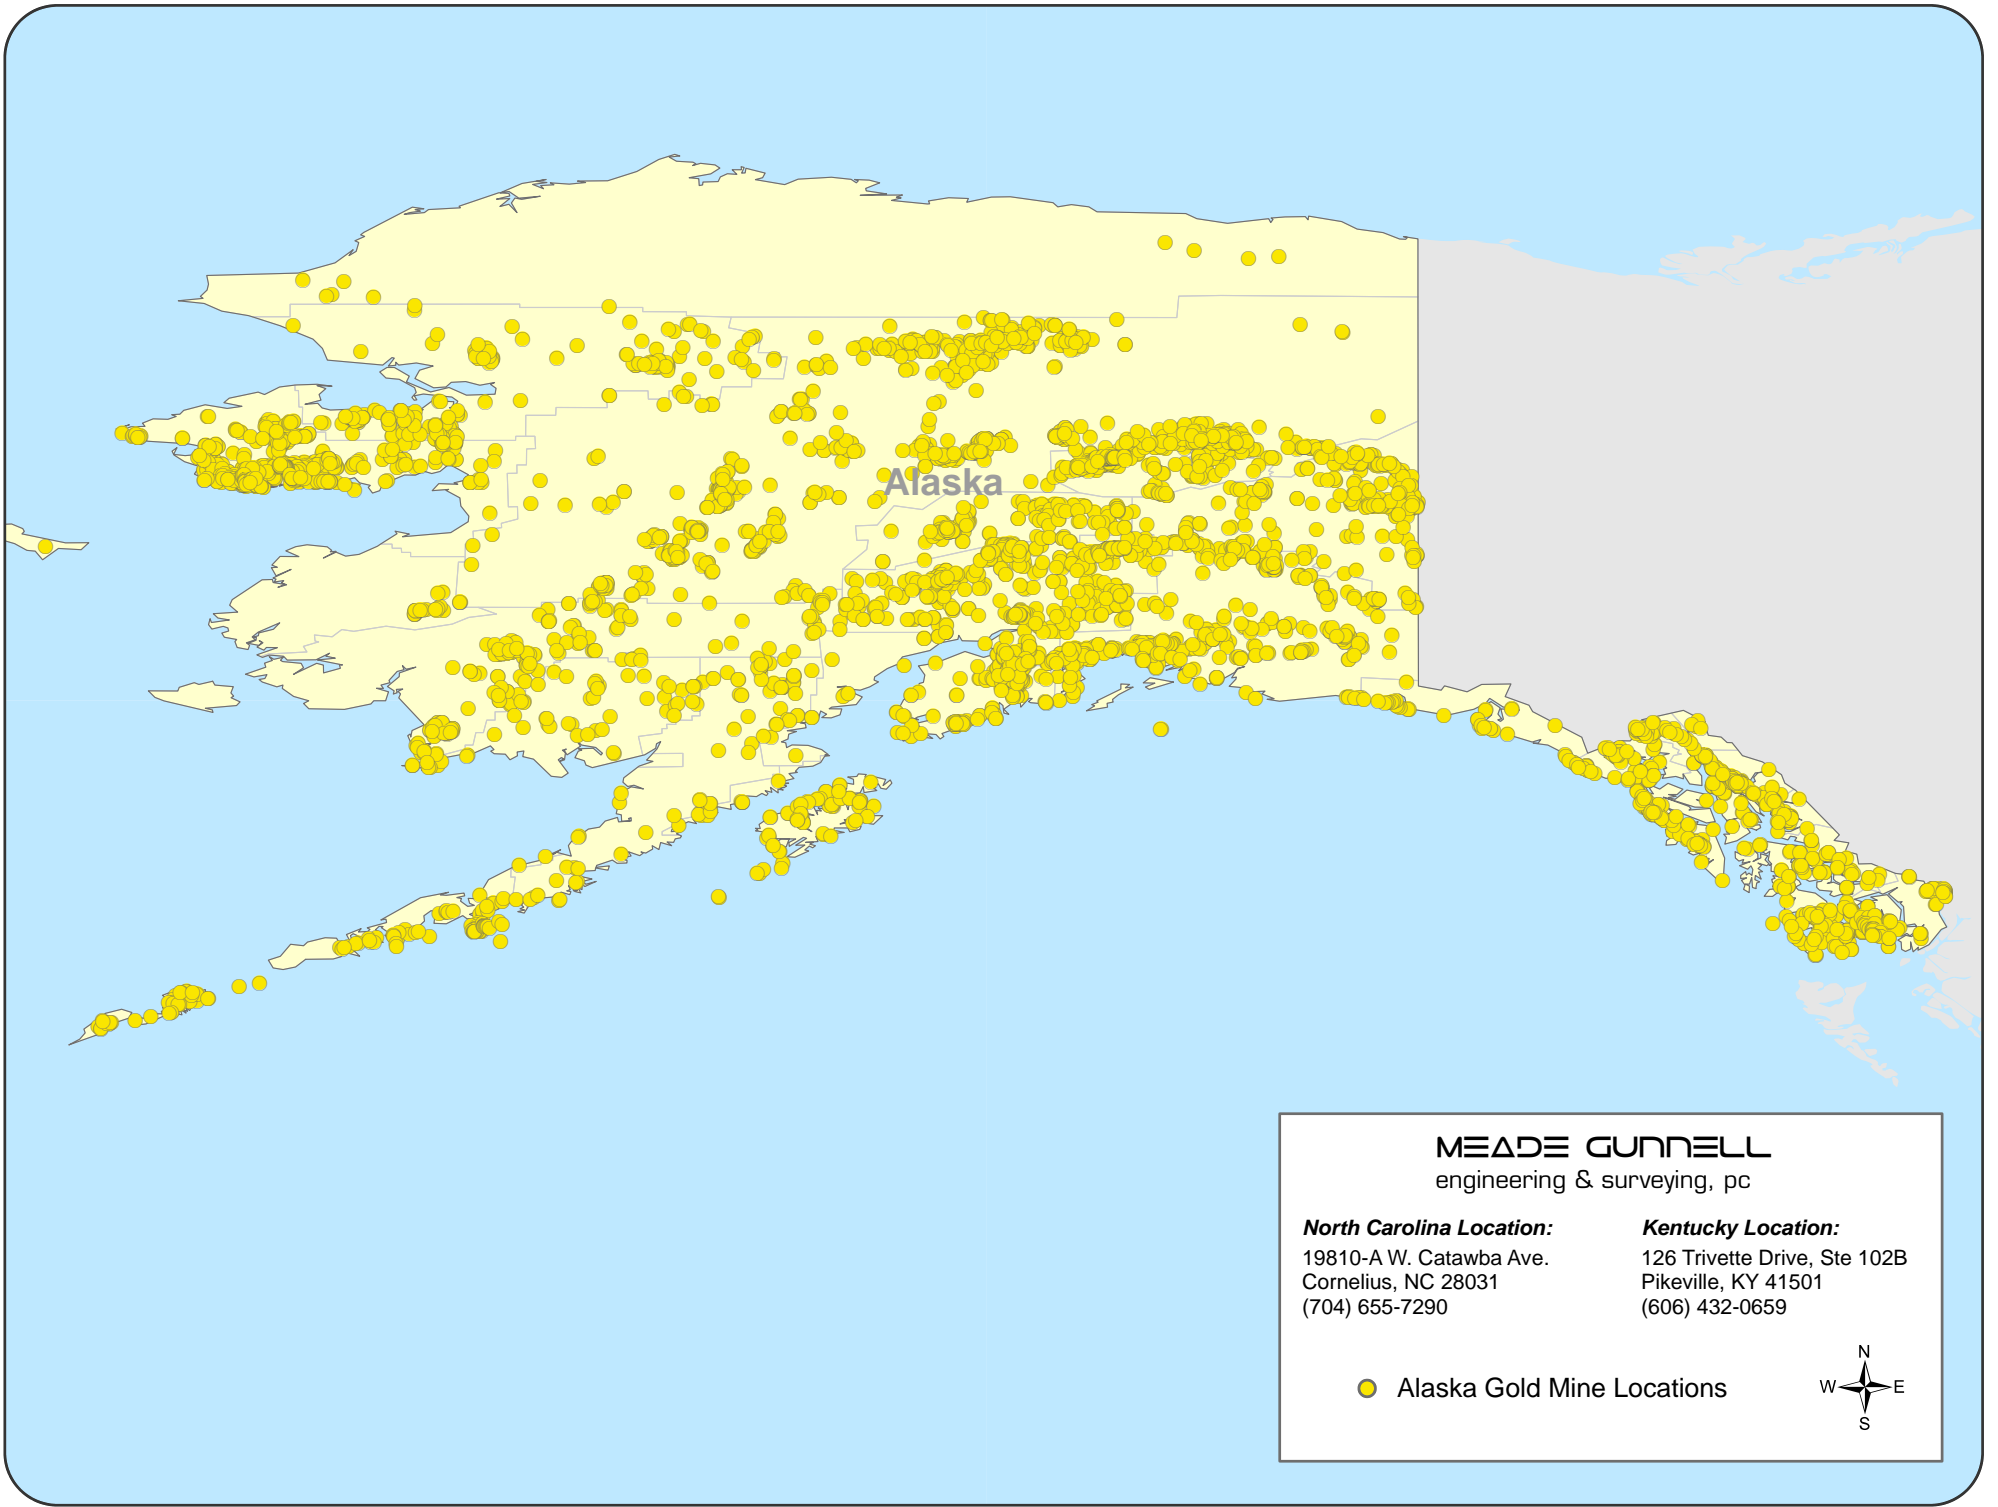 Alaska
MEADE GUNNELL
engineering & surveying, pc
North Carolina Location:
19810-A W. Catawba Ave.
Cornelius, NC 28031
(704) 655-7290
Kentucky Location:
126 Trivette Drive, Ste 102B
Pikeville, KY 41501
(606) 432-0659
Alaska Gold Mine Locations
N
W E
S